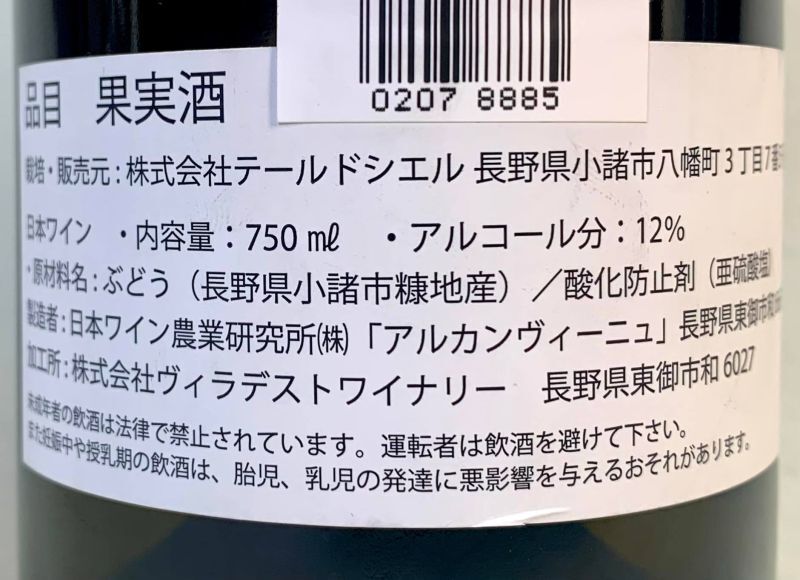 0207 8885
品目 果実酒
栽培・販売元:株式会社テールドシエル 長野県小諸市八幡町3丁目7番
日本ワイン ・内容量:750㎖ ・アルコール分:12%
・原材料名:ぶどう(長野県小諸市糠地産)/酸化防止剤(亜硫酸塩)
製造者:日本ワイン農業研究所㈱「アルカンヴィーニュ」長野県東御市和
加工所:株式会社ヴィラデストワイナリー 長野県東御市和 6027
未成年者の飲酒は法律で禁止されています。運転者は飲酒を避けて下さい。
また妊娠中や授乳期の飲酒は、胎児、乳児の発達に悪影響を与えるおそれがあります。